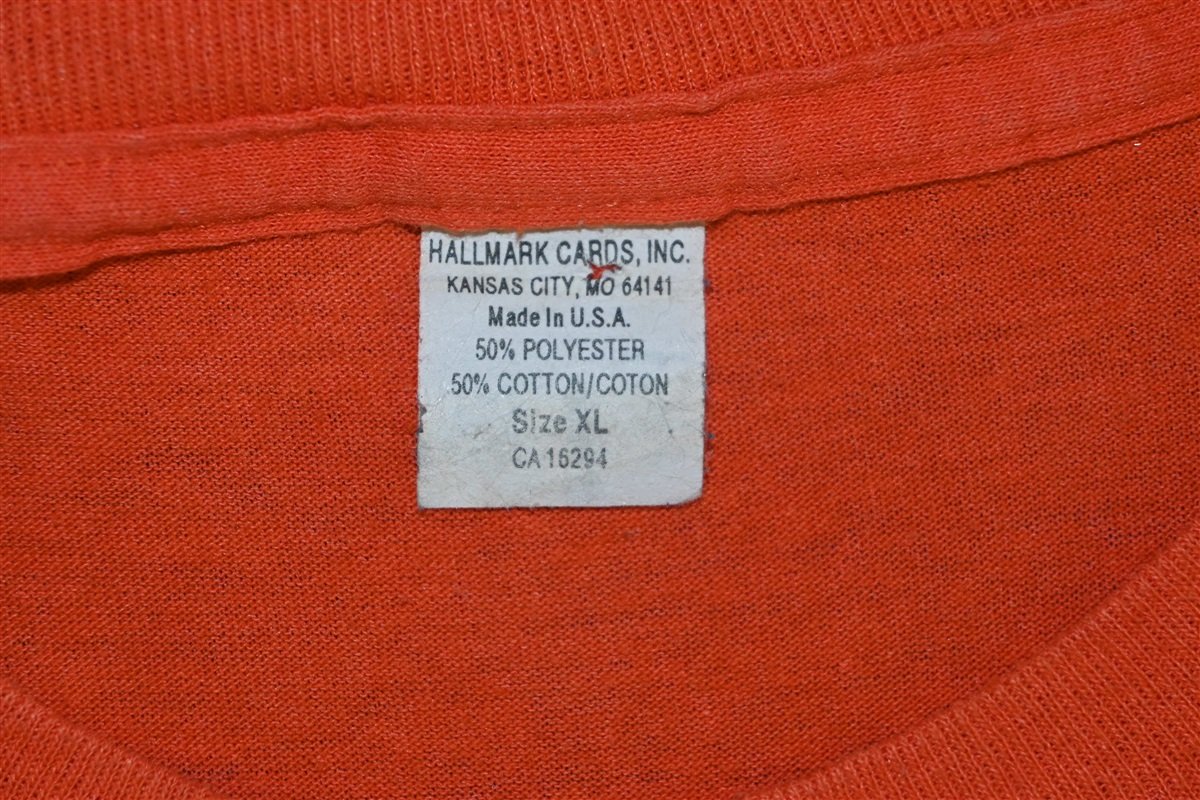 HALLMARK CARDS, INC.
KANSAS CITY, MO 64141
Made In U.S.A.
50% POLYESTER
50% COTTON/COTON
Size XL
CA 16294